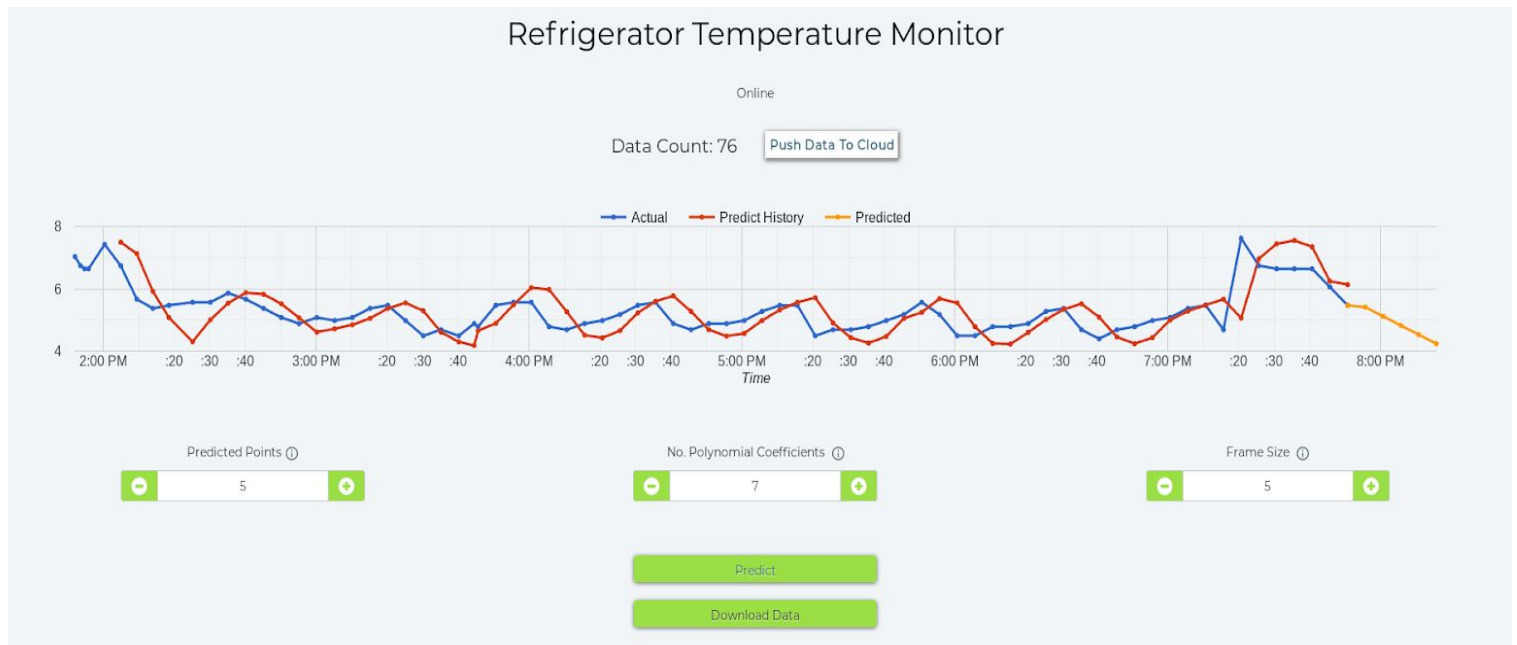 Refrigerator Temperature Monitor
Online
Data Count: 76 Push Data To Cloud
Actual Predict History Predicted
8
6
4
2:00 PM :20 :30 :40 3:00 PM :20 :30 :40 4:00 PM :20 :30 :40 5:00 PM :20 :30 :40 6:00 PM :20 :30 :40 7:00 PM :20 :30 :40 8:00 PM
Time
Predicted Points No. Polynomial Coefficients Frame Size
5 7 5
Predict
Download Data